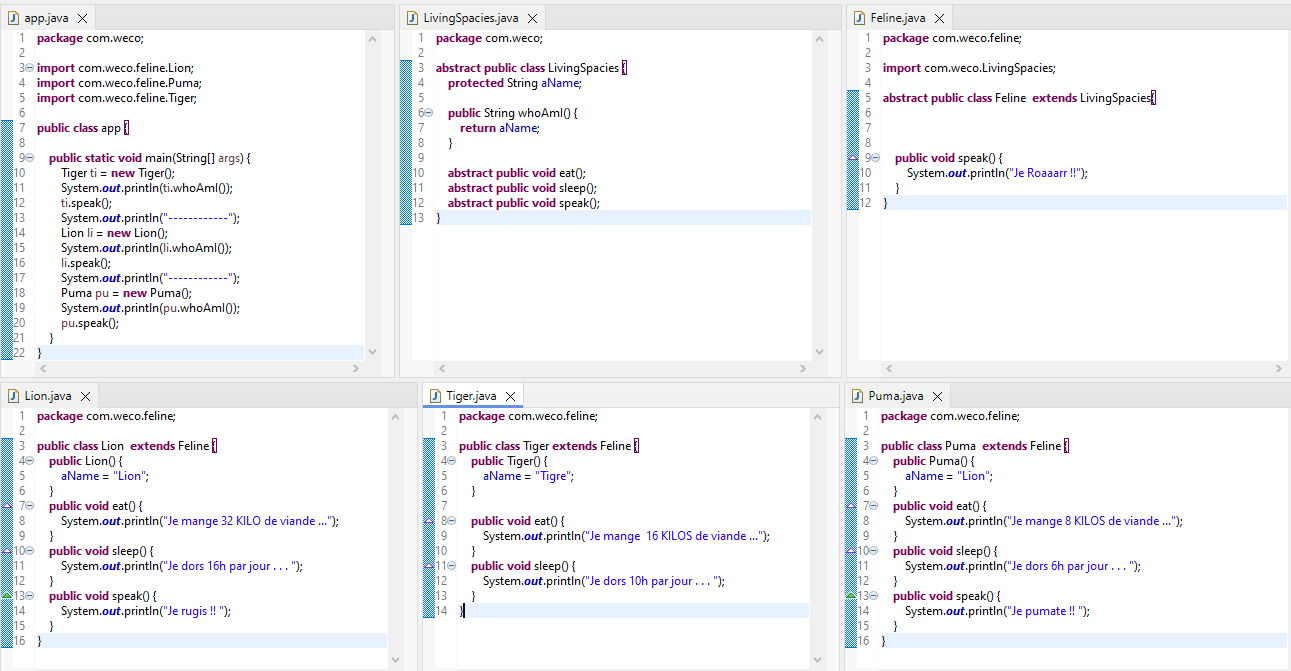 app.java
1 package com.weco;
2
3 import com.weco.feline.Lion;
4 import com.weco.feline.Puma;
5 import com.weco.feline.Tiger;
6
7 public class app {
8
9 public static void main(String[] args) {
10 Tiger ti = new Tiger();
11 System.out.println(ti.whoAmI());
12 ti.speak();
13 System.out.println("------------");
14 Lion li = new Lion();
15 System.out.println(li.whoAmI());
16 li.speak();
17 System.out.println("------------");
18 Puma pu = new Puma();
19 System.out.println(pu.whoAmI());
20 pu.speak();
21 }
22 }
LivingSpacies.java
1 package com.weco;
2
3 abstract public class LivingSpacies {
4 protected String aName;
5
6 public String whoAmI() {
7 return aName;
8 }
9
10 abstract public void eat();
11 abstract public void sleep();
12 abstract public void speak();
13 }
Feline.java
1 package com.weco.feline;
2
3 import com.weco.LivingSpacies;
4
5 abstract public class Feline  extends LivingSpacies{
6
7
8
9 public void speak() {
10 System.out.println("Je Roaaarr !!");
11 }
12 }
Lion.java
1 package com.weco.feline;
2
3 public class Lion  extends Feline {
4 public Lion() {
5 aName = "Lion";
6 }
7 public void eat() {
8 System.out.println("Je mange 32 KILO de viande ...");
9 }
10 public void sleep() {
11 System.out.println("Je dors 16h par jour . . . ");
12 }
13 public void speak() {
14 System.out.println("Je rugis !! ");
15 }
16 }
Tiger.java
1 package com.weco.feline;
2
3 public class Tiger extends Feline {
4 public Tiger() {
5 aName = "Tigre";
6 }
7
8 public void eat() {
9 System.out.println("Je mange  16 KILOS de viande ...");
10 }
11 public void sleep() {
12 System.out.println("Je dors 10h par jour . . . ");
13 }
14 }
Puma.java
1 package com.weco.feline;
2
3 public class Puma  extends Feline {
4 public Puma() {
5 aName = "Lion";
6 }
7 public void eat() {
8 System.out.println("Je mange 8 KILOS de viande ...");
9 }
10 public void sleep() {
11 System.out.println("Je dors 6h par jour . . . ");
12 }
13 public void speak() {
14 System.out.println("Je pumate !! ");
15 }
16 }